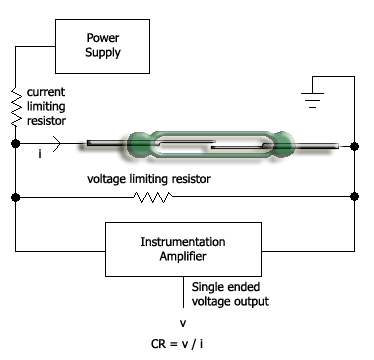 Power
Supply
current
limiting
resistor
i
voltage limiting resistor
Instrumentation
Amplifier
Single ended
voltage output
v
CR = v / i